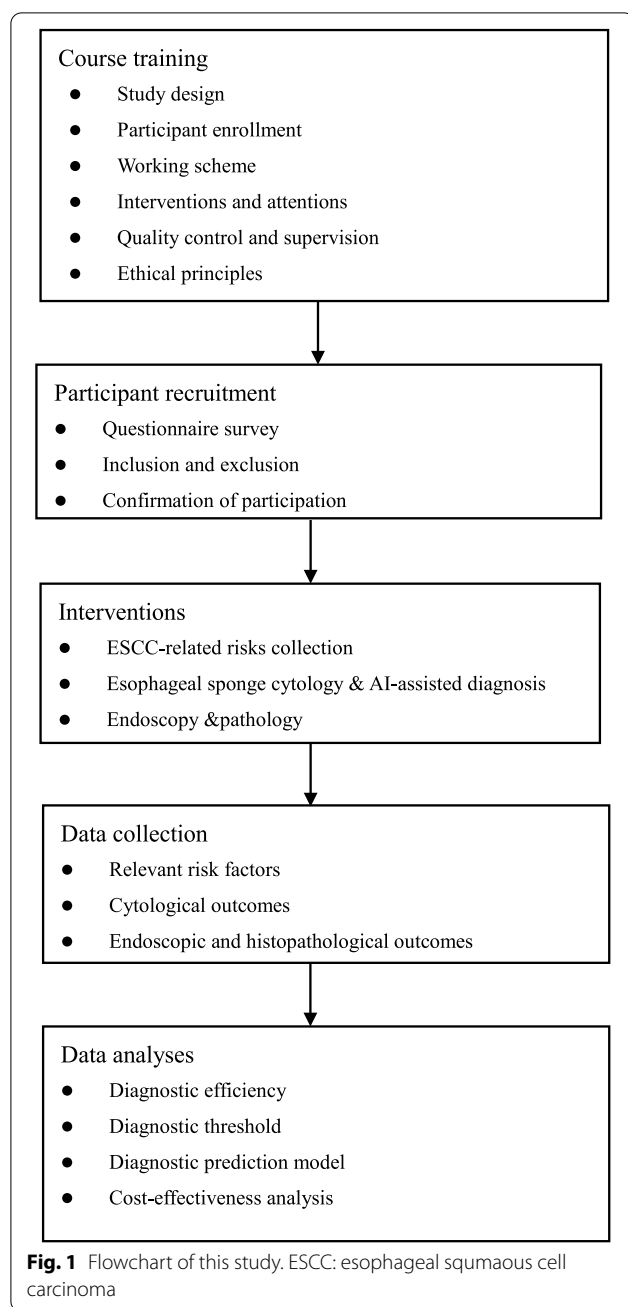 Course training
● Study design
● Participant enrollment
● Working scheme
● Interventions and attentions
● Quality control and supervision
● Ethical principles
Participant recruitment
● Questionnaire survey
● Inclusion and exclusion
● Confirmation of participation
Interventions
● ESCC-related risks collection
● Esophageal sponge cytology & AI-assisted diagnosis
● Endoscopy &pathology
Data collection
● Relevant risk factors
● Cytological outcomes
● Endoscopic and histopathological outcomes
Data analyses
● Diagnostic efficiency
● Diagnostic threshold
● Diagnostic prediction model
● Cost-effectiveness analysis
Fig. 1 Flowchart of this study. ESCC: esophageal squmaous cell
carcinoma